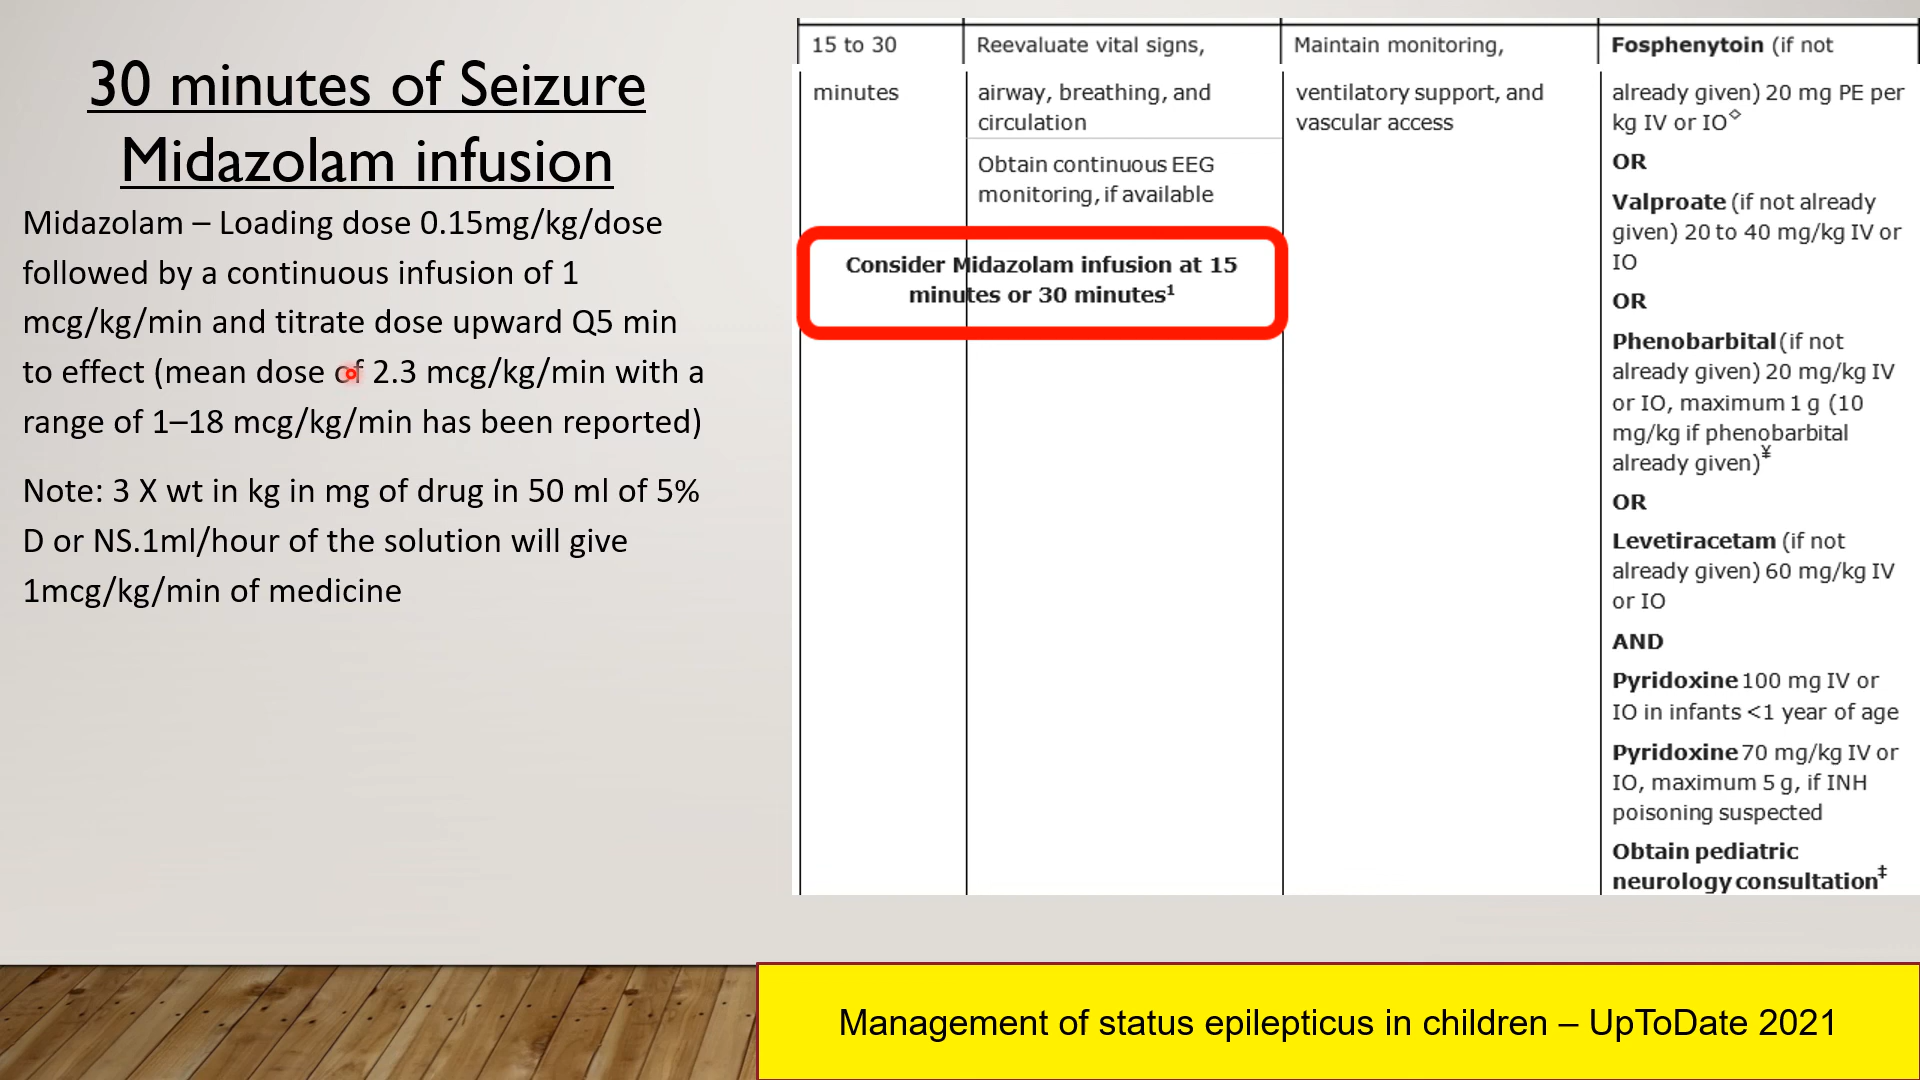 30 minutes of Seizure
Midazolam infusion
Midazolam – Loading dose 0.15mg/kg/dose
followed by a continuous infusion of 1
mcg/kg/min and titrate dose upward Q5 min
to effect (mean dose of 2.3 mcg/kg/min with a
range of 1–18 mcg/kg/min has been reported)
Note: 3 X wt in kg in mg of drug in 50 ml of 5%
D or NS.1ml/hour of the solution will give
1mcg/kg/min of medicine
15 to 30
minutes
Reevaluate vital signs,
airway, breathing, and
circulation
Obtain continuous EEG
monitoring, if available
Consider Midazolam infusion at 15
minutes or 30 minutes¹
Maintain monitoring,
ventilatory support, and
vascular access
Fosphenytoin (if not
already given) 20 mg PE per
kg IV or IO◇
OR
Valproate (if not already
given) 20 to 40 mg/kg IV or
IO
OR
Phenobarbital (if not
already given) 20 mg/kg IV
or IO, maximum 1 g (10
mg/kg if phenobarbital
already given)¥
OR
Levetiracetam (if not
already given) 60 mg/kg IV
or IO
AND
Pyridoxine 100 mg IV or
IO in infants <1 year of age
Pyridoxine 70 mg/kg IV or
IO, maximum 5 g, if INH
poisoning suspected
Obtain pediatric
neurology consultation‡
Management of status epilepticus in children – UpToDate 2021